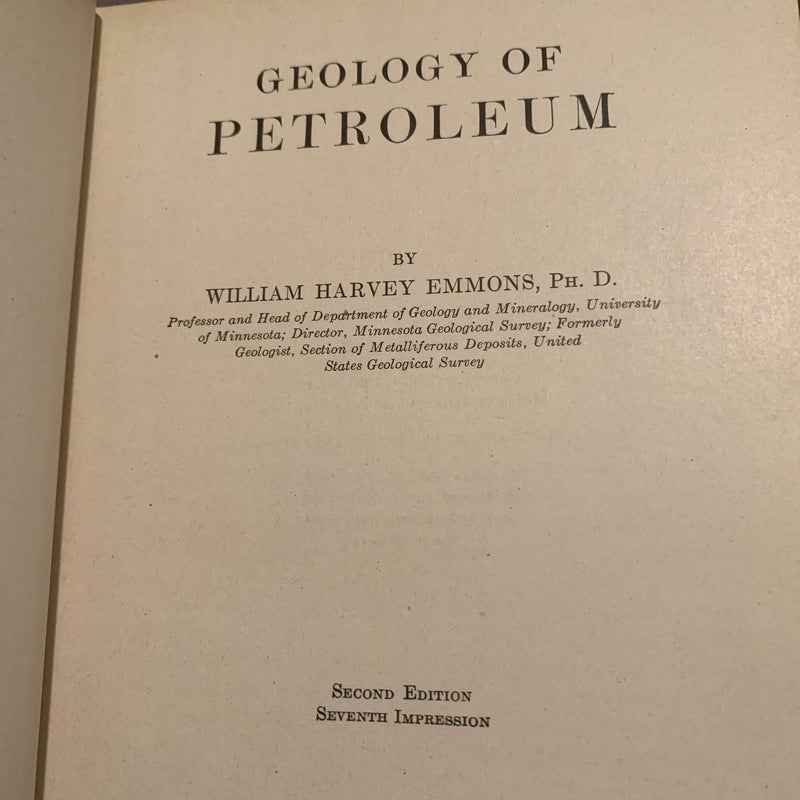 GEOLOGY OF
PETROLEUM
BY
WILLIAM HARVEY EMMONS, PH. D.
Professor and Head of Department of Geology and Mineralogy, University
of Minnesota; Director, Minnesota Geological Survey; Formerly
Geologist, Section of Metalliferous Deposits, United
States Geological Survey
SECOND EDITION
SEVENTH IMPRESSION